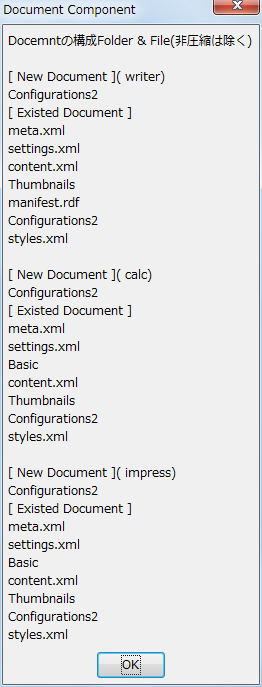 Document Component
Docemntの構成Folder & File(非圧縮は除く)
[ New Document ]( writer)
Configurations2
[ Existed Document ]
meta.xml
settings.xml
content.xml
Thumbnails
manifest.rdf
Configurations2
styles.xml
[ New Document ]( calc)
Configurations2
[ Existed Document ]
meta.xml
settings.xml
Basic
content.xml
Thumbnails
Configurations2
styles.xml
[ New Document ]( impress)
Configurations2
[ Existed Document ]
meta.xml
settings.xml
Basic
content.xml
Thumbnails
Configurations2
styles.xml
OK